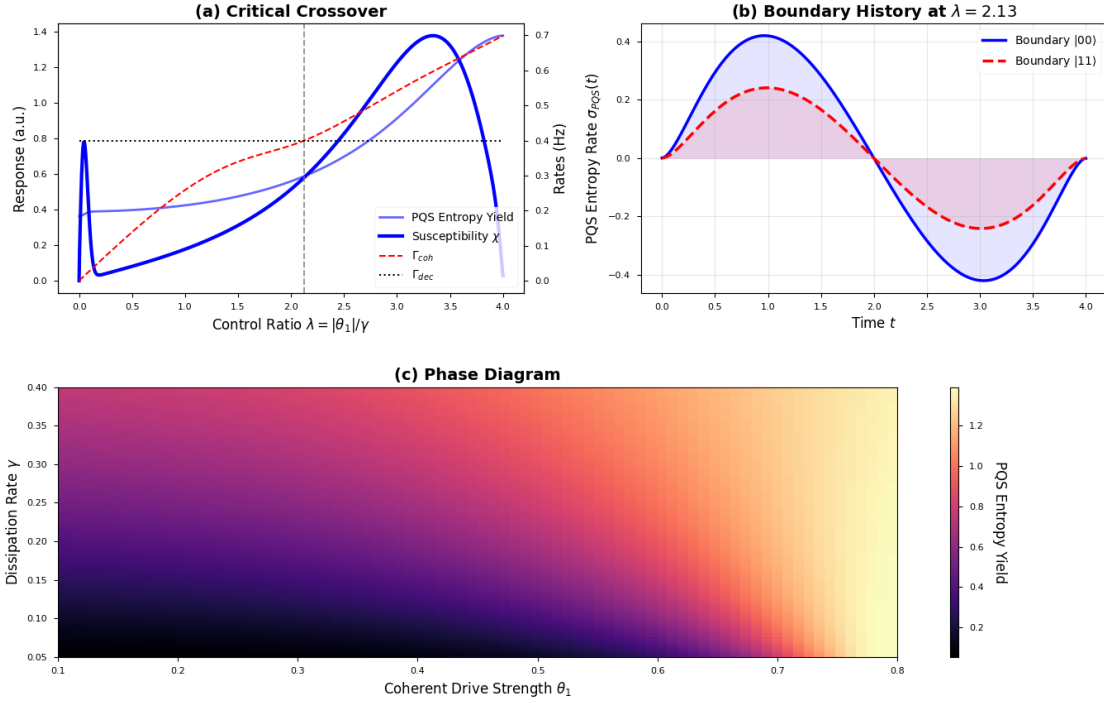 (a) Critical Crossover
Response (a.u.)
1.4
1.2
1.0
0.8
0.6
0.4
0.2
0.0
0.7
0.6
0.5
0.4
0.3
0.2
0.1
0.0
Rates (Hz)
PQS Entropy Yield
Susceptibility χ
Γ_coh
Γ_dec
0.0 0.5 1.0 1.5 2.0 2.5 3.0 3.5 4.0
Control Ratio λ = |θ₁|/γ
(b) Boundary History at λ = 2.13
PQS Entropy Rate σ_PQS(t)
0.4
0.2
0.0
−0.2
−0.4
Boundary |00⟩
Boundary |11⟩
0.0 0.5 1.0 1.5 2.0 2.5 3.0 3.5 4.0
Time t
(c) Phase Diagram
Dissipation Rate γ
0.40
0.35
0.30
0.25
0.20
0.15
0.10
0.05
0.1 0.2 0.3 0.4 0.5 0.6 0.7 0.8
Coherent Drive Strength θ₁
1.2
1.0
0.8
0.6
0.4
0.2
PQS Entropy Yield